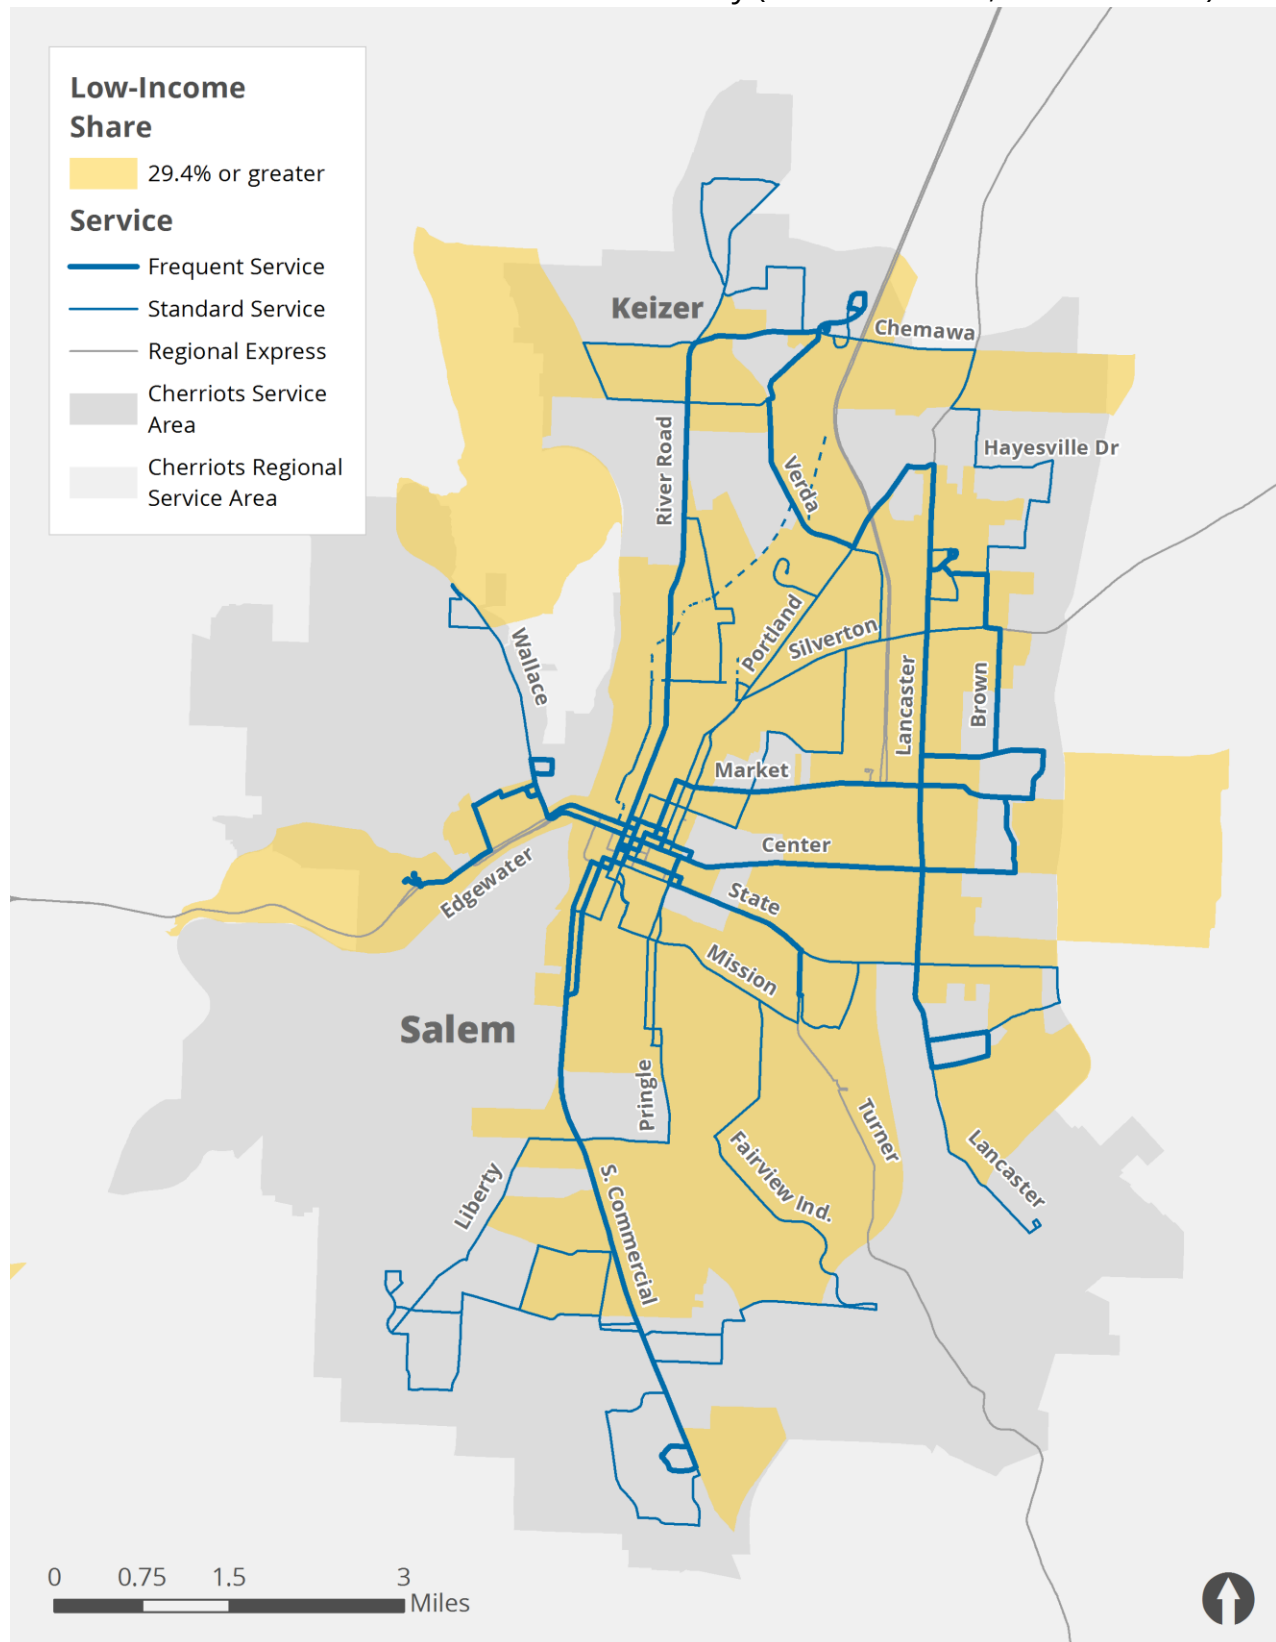 Low-Income
Share
29.4% or greater
Service
Frequent Service
Standard Service
Regional Express
Cherriots Service
Area
Cherriots Regional
Service Area
Keizer
Chemawa
River Road
Hayesville Dr
Verda
Portland
Silverton
Wallace
Lancaster
Brown
Market
Center
Edgewater
State
Mission
Salem
Pringle
Turner
Fairview Ind.
Lancaster
Liberty
S. Commercial
0 0.75 1.5 3
Miles